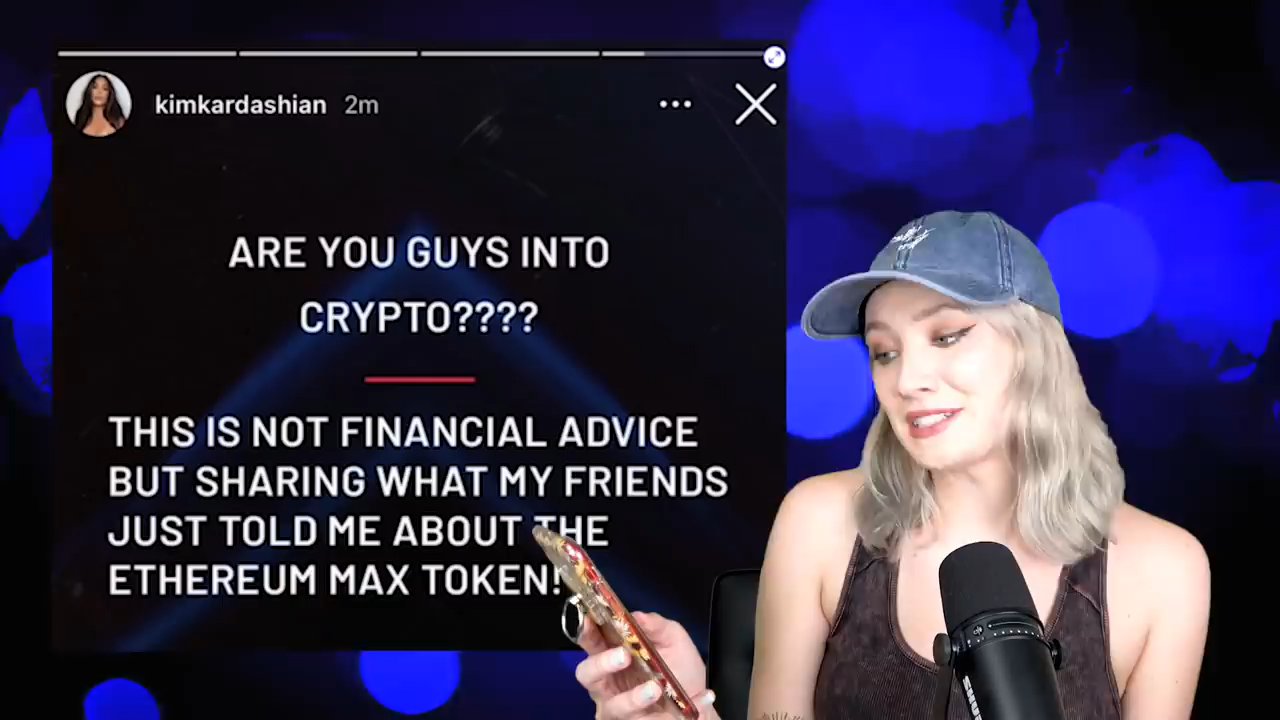 kimkardashian 2m
ARE YOU GUYS INTO
CRYPTO????
THIS IS NOT FINANCIAL ADVICE
BUT SHARING WHAT MY FRIENDS
JUST TOLD ME ABOUT THE
ETHEREUM MAX TOKEN!